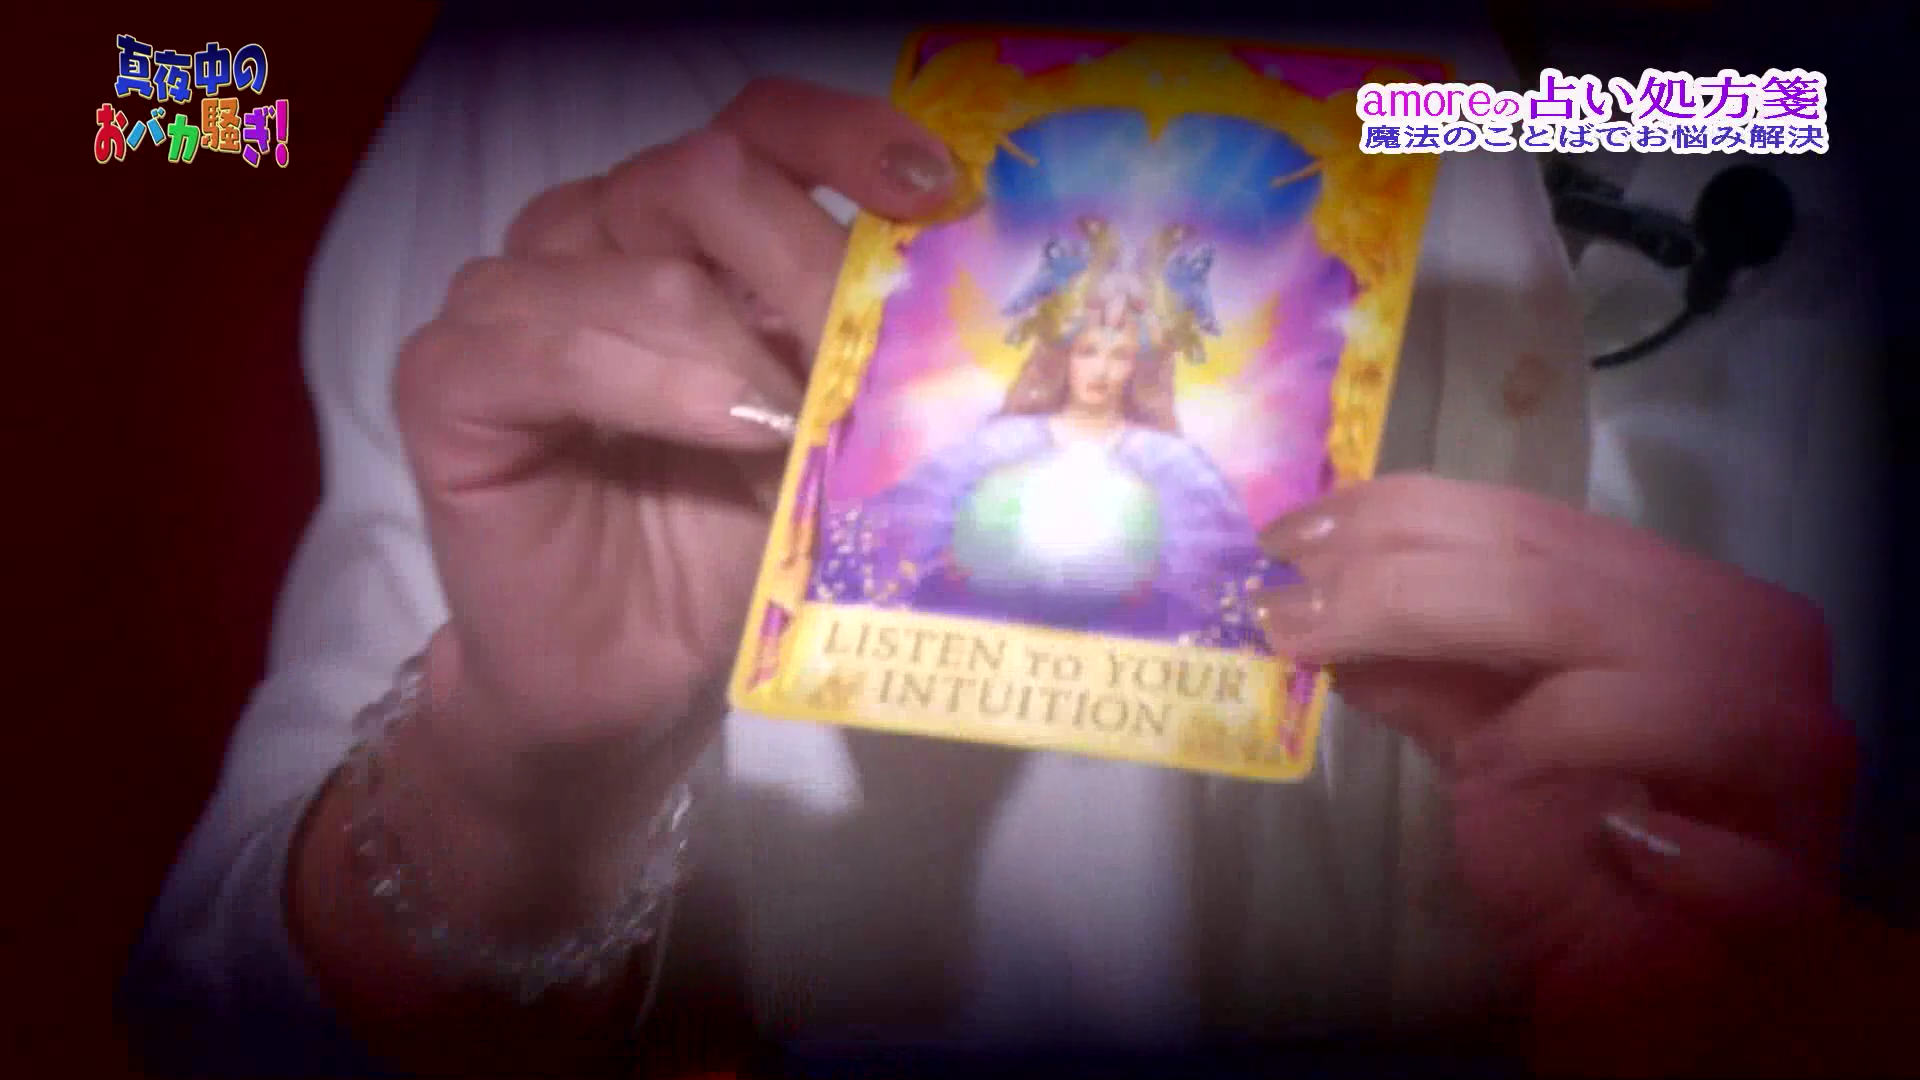 真夜中の
おバカ騒ぎ!
amoreの占い処方箋
魔法のことばでお悩み解決
LISTEN to YOUR
INTUITION